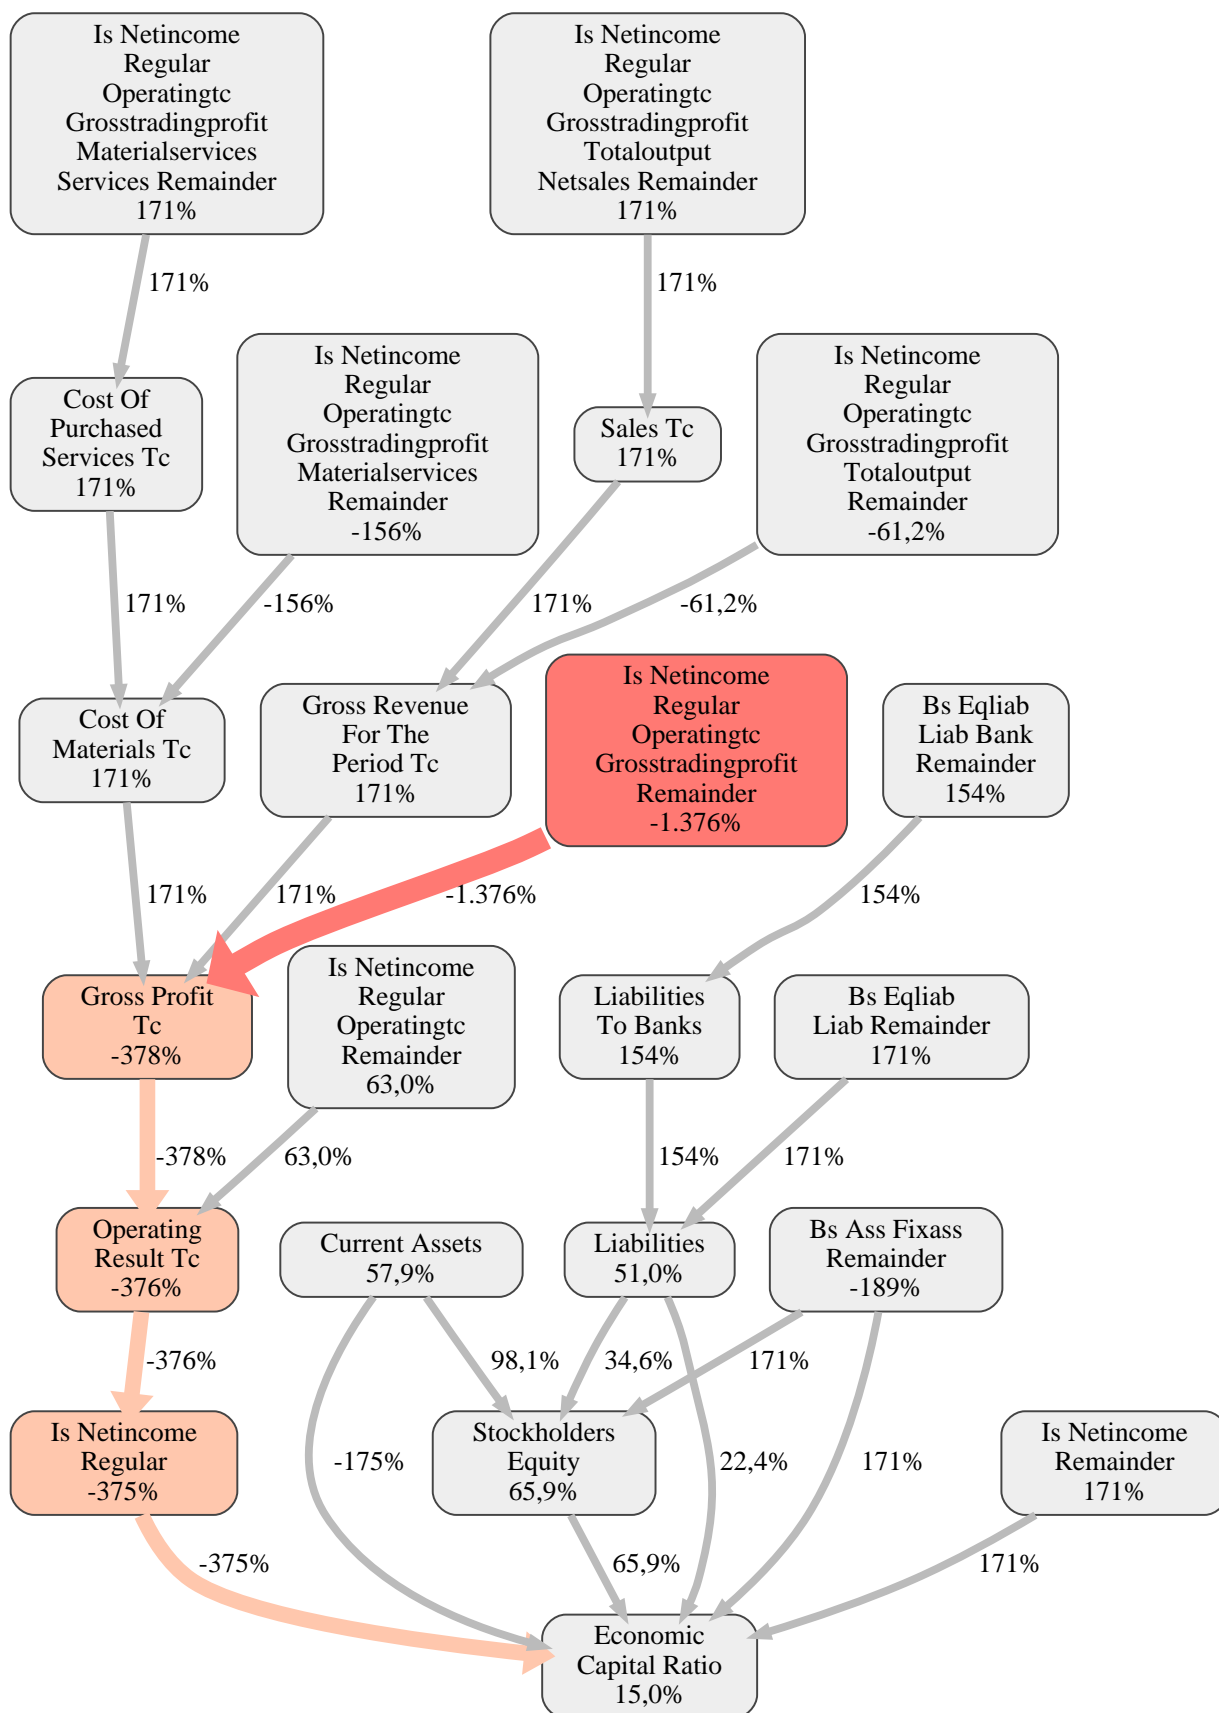 Is Netincome
Regular
Operatingtc
Grosstradingprofit
Materialservices
Services Remainder
171%
Is Netincome
Regular
Operatingtc
Grosstradingprofit
Totaloutput
Netsales Remainder
171%
171%
171%
Cost Of
Purchased
Services Tc
171%
Is Netincome
Regular
Operatingtc
Grosstradingprofit
Materialservices
Remainder
-156%
Sales Tc
171%
Is Netincome
Regular
Operatingtc
Grosstradingprofit
Totaloutput
Remainder
-61,2%
171%
-156%
171%
-61,2%
Cost Of
Materials Tc
171%
Gross Revenue
For The
Period Tc
171%
Is Netincome
Regular
Operatingtc
Grosstradingprofit
Remainder
-1.376%
Bs Eqliab
Liab Bank
Remainder
154%
171%
171%
-1.376%
154%
Gross Profit
Tc
-378%
Is Netincome
Regular
Operatingtc
Remainder
63,0%
Liabilities
To Banks
154%
Bs Eqliab
Liab Remainder
171%
-378%
63,0%
154%
171%
Operating
Result Tc
-376%
Current Assets
57,9%
Liabilities
51,0%
Bs Ass Fixass
Remainder
-189%
-376%
98,1%
34,6%
171%
Is Netincome
Regular
-375%
-175%
Stockholders
Equity
65,9%
22,4%
171%
Is Netincome
Remainder
171%
-375%
65,9%
171%
Economic
Capital Ratio
15,0%